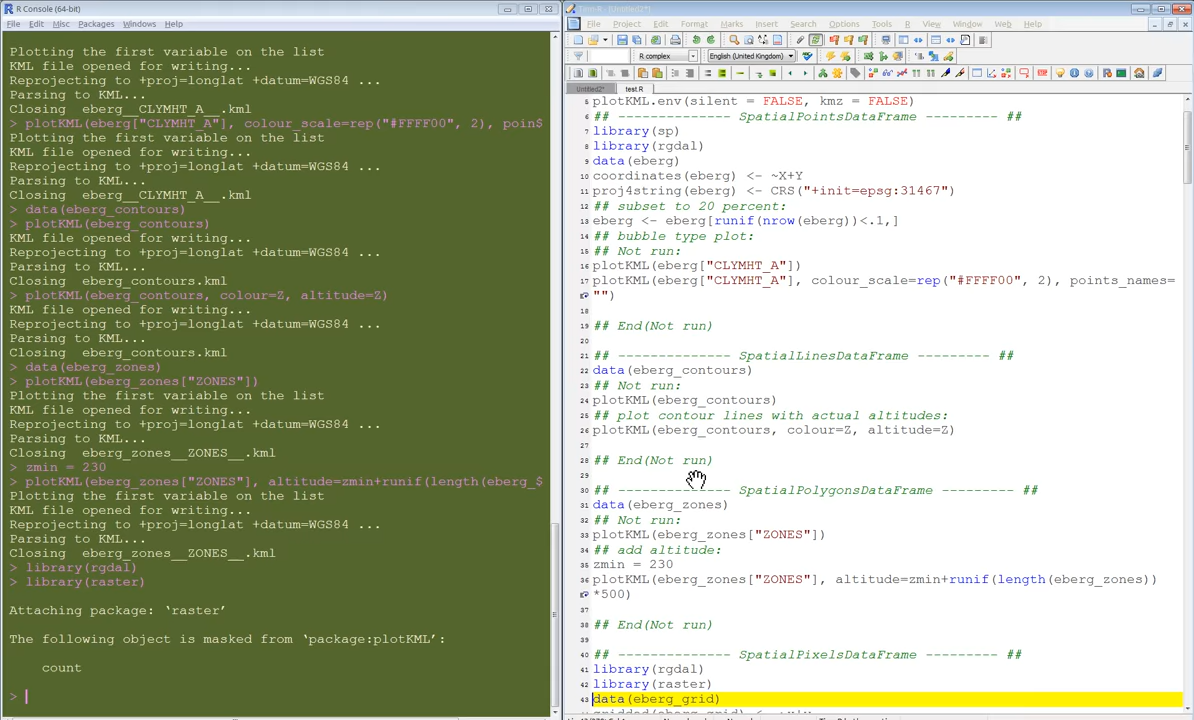 R Console (64-bit)
File Edit Misc Packages Windows Help
Plotting the first variable on the list
KML file opened for writing...
Reprojecting to +proj=longlat +datum=WGS84 ...
Parsing to KML...
Closing  eberg__CLYMHT_A__.kml
> plotKML(eberg["CLYMHT_A"], colour_scale=rep("#FFFF00", 2), poin$
Plotting the first variable on the list
KML file opened for writing...
Reprojecting to +proj=longlat +datum=WGS84 ...
Parsing to KML...
Closing  eberg__CLYMHT_A__.kml
> data(eberg_contours)
> plotKML(eberg_contours)
KML file opened for writing...
Reprojecting to +proj=longlat +datum=WGS84 ...
Parsing to KML...
Closing  eberg_contours.kml
> plotKML(eberg_contours, colour=Z, altitude=Z)
KML file opened for writing...
Reprojecting to +proj=longlat +datum=WGS84 ...
Parsing to KML...
Closing  eberg_contours.kml
> data(eberg_zones)
> plotKML(eberg_zones["ZONES"])
Plotting the first variable on the list
KML file opened for writing...
Reprojecting to +proj=longlat +datum=WGS84 ...
Parsing to KML...
Closing  eberg_zones__ZONES__.kml
> zmin = 230
> plotKML(eberg_zones["ZONES"], altitude=zmin+runif(length(eberg_$
Plotting the first variable on the list
KML file opened for writing...
Reprojecting to +proj=longlat +datum=WGS84 ...
Parsing to KML...
Closing  eberg_zones__ZONES__.kml
> library(rgdal)
> library(raster)
Attaching package: ‘raster’
The following object is masked from ‘package:plotKML’:
count
>
File Project Edit Format Marks Insert Search Options Tools R View Window Web Help
R complex English (United Kingdom)
Untitled2* test.R
5 plotKML.env(silent = FALSE, kmz = FALSE)
6 ## -------------- SpatialPointsDataFrame --------- ##
7 library(sp)
8 library(rgdal)
9 data(eberg)
10 coordinates(eberg) <- ~X+Y
11 proj4string(eberg) <- CRS("+init=epsg:31467")
12 ## subset to 20 percent:
13 eberg <- eberg[runif(nrow(eberg))<.1,]
14 ## bubble type plot:
15 ## Not run:
16 plotKML(eberg["CLYMHT_A"])
17 plotKML(eberg["CLYMHT_A"], colour_scale=rep("#FFFF00", 2), points_names=
"")
18
19 ## End(Not run)
20
21 ## -------------- SpatialLinesDataFrame --------- ##
22 data(eberg_contours)
23 ## Not run:
24 plotKML(eberg_contours)
25 ## plot contour lines with actual altitudes:
26 plotKML(eberg_contours, colour=Z, altitude=Z)
27
28 ## End(Not run)
29
30 ## -------------- SpatialPolygonsDataFrame --------- ##
31 data(eberg_zones)
32 ## Not run:
33 plotKML(eberg_zones["ZONES"])
34 ## add altitude:
35 zmin = 230
36 plotKML(eberg_zones["ZONES"], altitude=zmin+runif(length(eberg_zones))
*500)
37
38 ## End(Not run)
39
40 ## -------------- SpatialPixelsDataFrame --------- ##
41 library(rgdal)
42 library(raster)
43 data(eberg_grid)